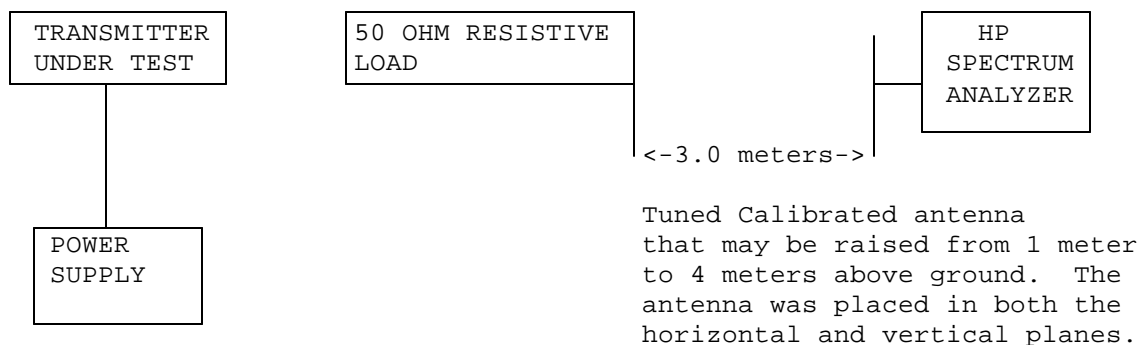 TRANSMITTER
UNDER TEST
50 OHM RESISTIVE
LOAD
HP
SPECTRUM
ANALYZER
<-3.0 meters->
POWER
SUPPLY
Tuned Calibrated antenna
that may be raised from 1 meter
to 4 meters above ground.  The
antenna was placed in both the
horizontal and vertical planes.